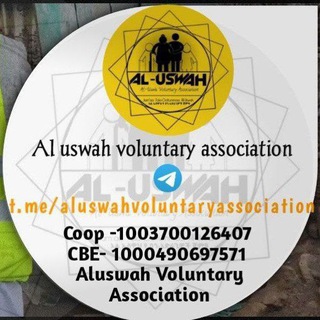 AL-USWAH
Al-Uswah Voluntary Association
Al uswah voluntary association
AL-USWAH
t.me/aluswahvoluntaryassociation
Coop -1003700126407
CBE- 1000490697571
Aluswah Voluntary
Association